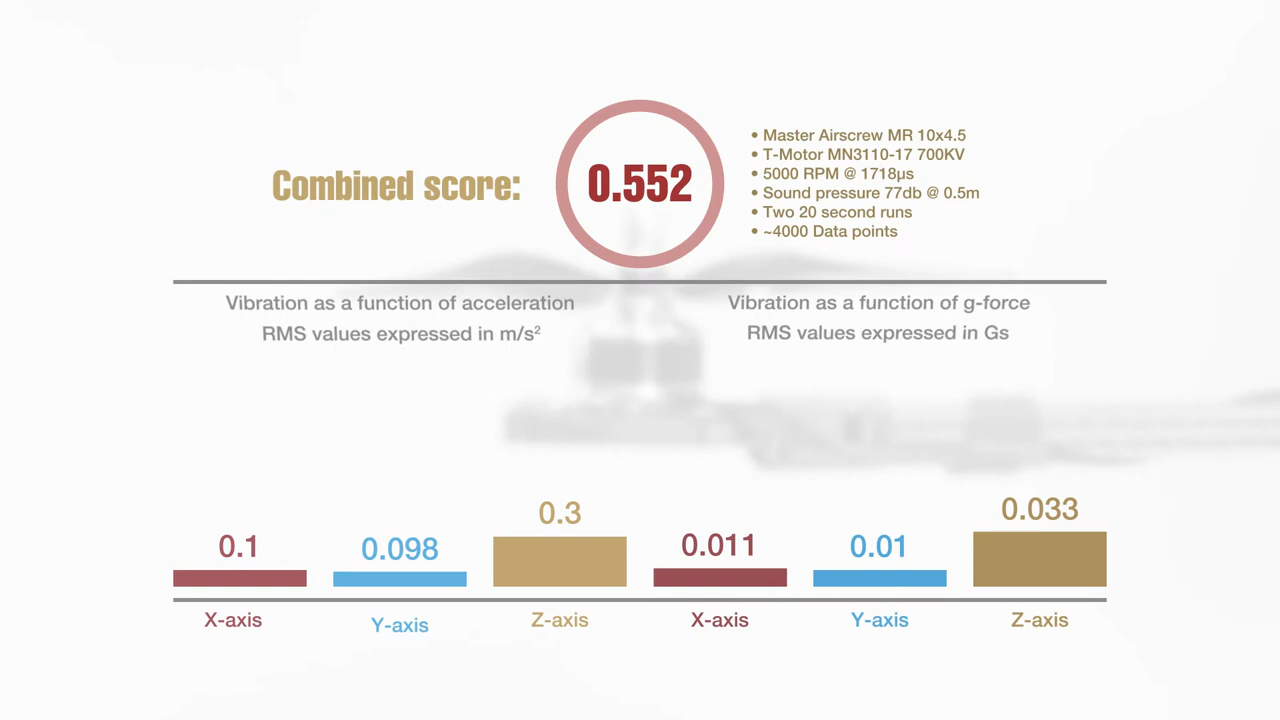 Combined score:
0.552
• Master Airscrew MR 10x4.5
• T-Motor MN3110-17 700KV
• 5000 RPM @ 1718µs
• Sound pressure 77db @ 0.5m
• Two 20 second runs
• ~4000 Data points
Vibration as a function of acceleration
RMS values expressed in m/s²
Vibration as a function of g-force
RMS values expressed in Gs
0.1
0.098
0.3
0.011
0.01
0.033
X-axis
Y-axis
Z-axis
X-axis
Y-axis
Z-axis